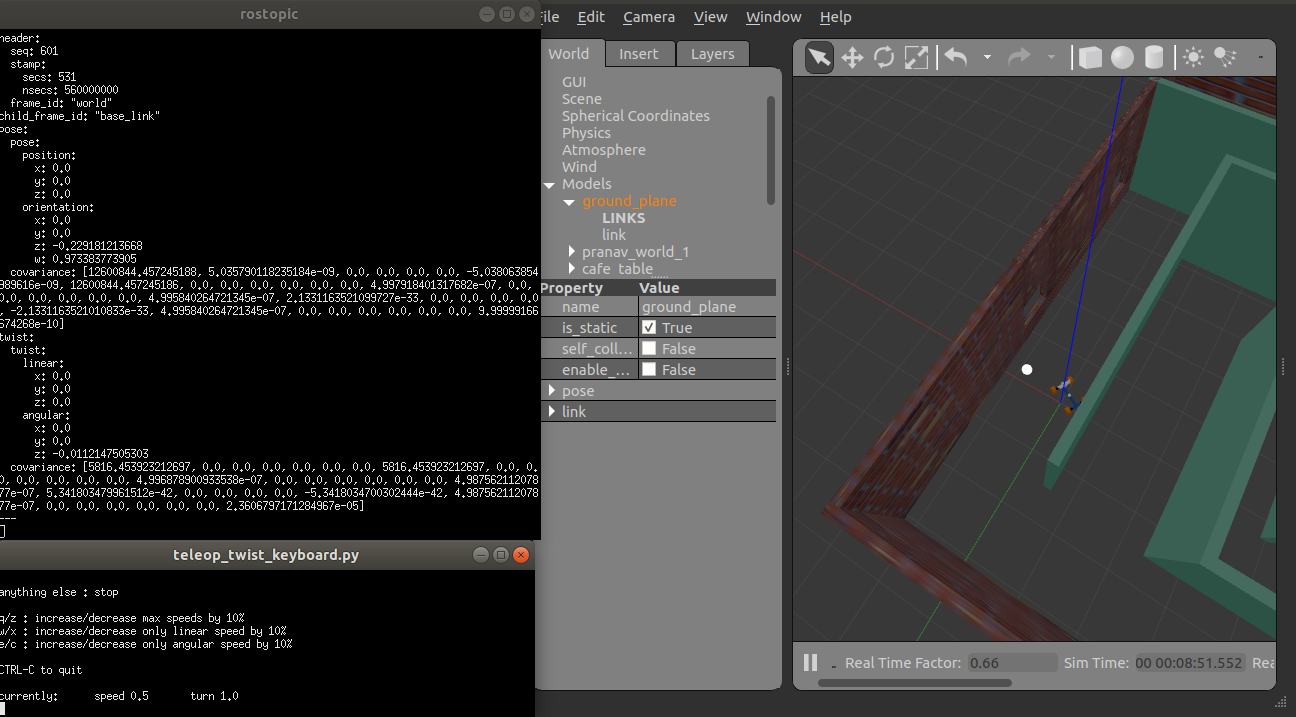 rostopic
header:
seq: 601
stamp:
secs: 531
nsecs: 560000000
frame_id: "world"
child_frame_id: "base_link"
pose:
pose:
position:
x: 0.0
y: 0.0
z: 0.0
orientation:
x: 0.0
y: 0.0
z: -0.229181213668
w: 0.973383773905
covariance: [12600844.457245188, 5.035790118235184e-09, 0.0, 0.0, 0.0, 0.0, -5.038063854
989616e-09, 12600844.457245186, 0.0, 0.0, 0.0, 0.0, 0.0, 0.0, 4.997918401317682e-07, 0.0,
0.0, 0.0, 0.0, 0.0, 0.0, 4.995840264721345e-07, 2.1331163521099727e-33, 0.0, 0.0, 0.0, 0.0
, -2.1331163521010833e-33, 4.995840264721345e-07, 0.0, 0.0, 0.0, 0.0, 0.0, 0.0, 9.99999166
674268e-10]
twist:
twist:
linear:
x: 0.0
y: 0.0
z: 0.0
angular:
x: 0.0
y: 0.0
z: -0.0112147505303
covariance: [5816.453923212697, 0.0, 0.0, 0.0, 0.0, 0.0, 0.0, 5816.453923212697, 0.0, 0.
0, 0.0, 0.0, 0.0, 0.0, 4.996878900933538e-07, 0.0, 0.0, 0.0, 0.0, 0.0, 0.0, 4.987562112078
77e-07, 5.341803479961512e-42, 0.0, 0.0, 0.0, 0.0, -5.3418034700302444e-42, 4.987562112078
77e-07, 0.0, 0.0, 0.0, 0.0, 0.0, 0.0, 2.3606797171284967e-05]
---
teleop_twist_keyboard.py
anything else : stop
q/z : increase/decrease max speeds by 10%
w/x : increase/decrease only linear speed by 10%
e/c : increase/decrease only angular speed by 10%
CTRL-C to quit
currently: speed 0.5 turn 1.0
File Edit Camera View Window Help
World Insert Layers
GUI
Scene
Spherical Coordinates
Physics
Atmosphere
Wind
Models
ground_plane
LINKS
link
pranav_world_1
cafe_table
Property Value
name ground_plane
is_static True
self_coll... False
enable_... False
pose
link
Real Time Factor: 0.66 Sim Time: 00 00:08:51.552 Rea